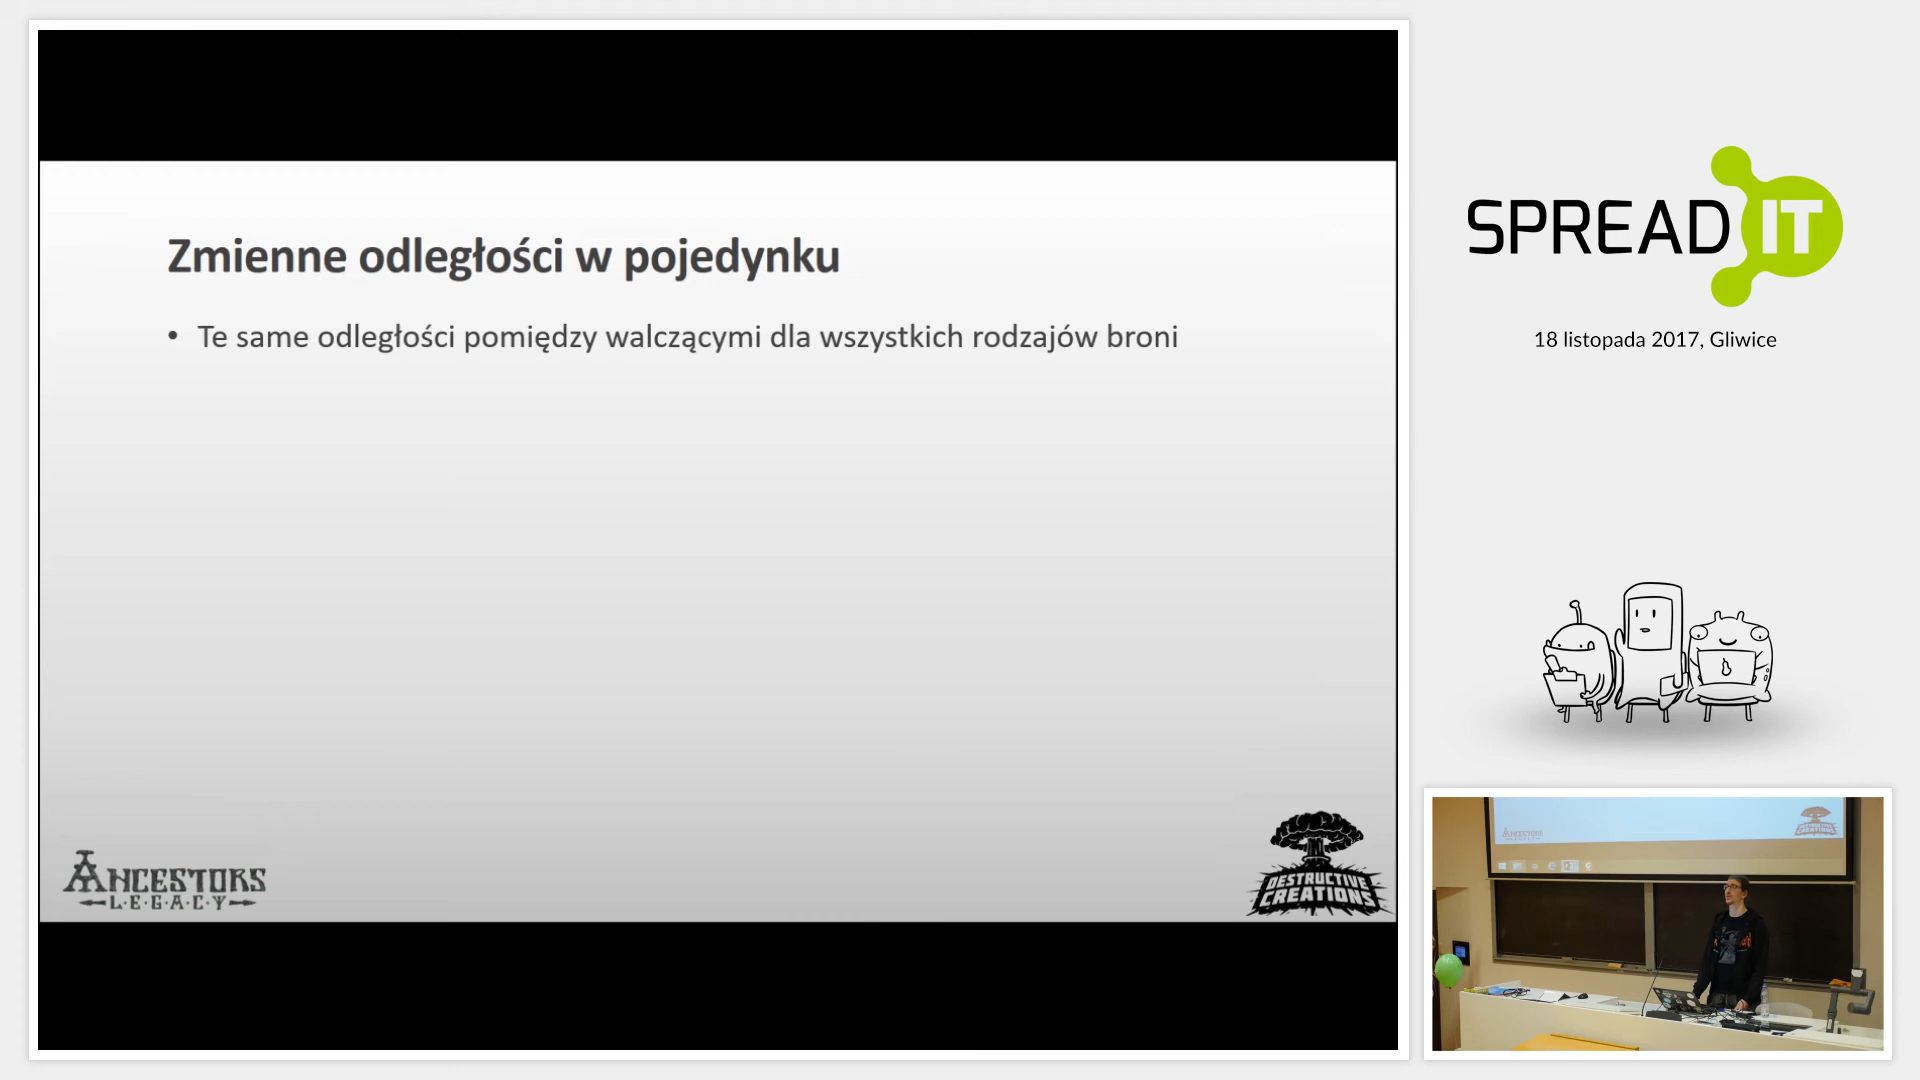 Zmienne odległości w pojedynku
• Te same odległości pomiędzy walczącymi dla wszystkich rodzajów broni
ANCESTORS
L·E·G·A·C·Y
DESTRUCTIVE
CREATIONS
SPREAD IT
18 listopada 2017, Gliwice